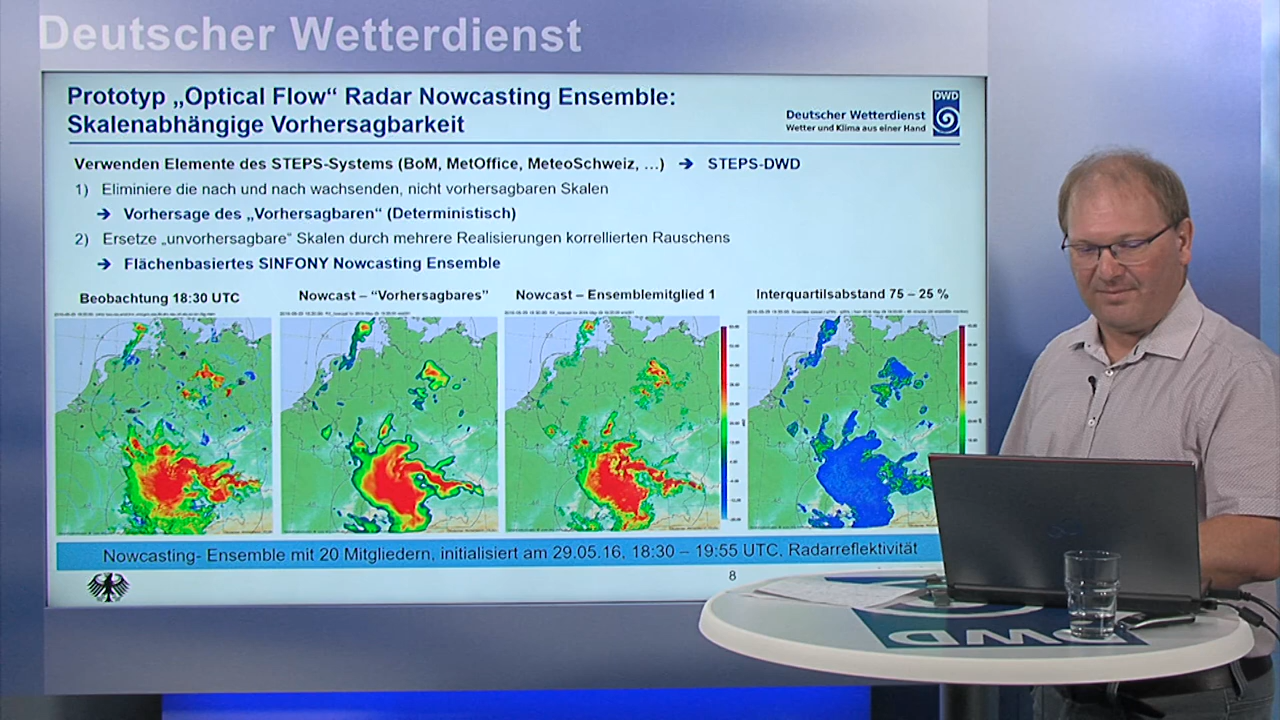 Deutscher Wetterdienst
Prototyp „Optical Flow“ Radar Nowcasting Ensemble:
Skalenabhängige Vorhersagbarkeit
DWD
Deutscher Wetterdienst
Wetter und Klima aus einer Hand
Verwenden Elemente des STEPS-Systems (BoM, MetOffice, MeteoSchweiz, …) ➔ STEPS-DWD
1) Eliminiere die nach und nach wachsenden, nicht vorhersagbaren Skalen
➔ Vorhersage des „Vorhersagbaren“ (Deterministisch)
2) Ersetze „unvorhersagbare“ Skalen durch mehrere Realisierungen korrellierten Rauschens
➔ Flächenbasiertes SINFONY Nowcasting Ensemble
Beobachtung 18:30 UTC
Nowcast – “Vorhersagbares”
Nowcast – Ensemblemitglied 1
Interquartilsabstand 75 – 25 %
Nowcasting- Ensemble mit 20 Mitgliedern, initialisiert am 29.05.16, 18:30 – 19:55 UTC, Radarreflektivität
8
DWD